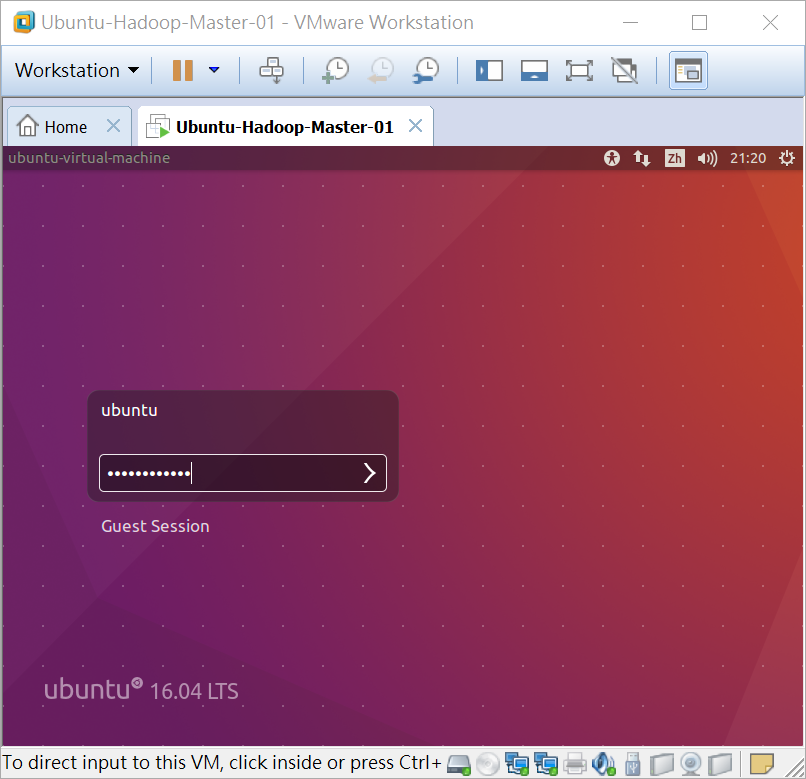 Ubuntu-Hadoop-Master-01 - VMware Workstation
Workstation
Home
Ubuntu-Hadoop-Master-01
ubuntu-virtual-machine
Zh
21:20
ubuntu
Guest Session
ubuntu 16.04 LTS
To direct input to this VM, click inside or press Ctrl+